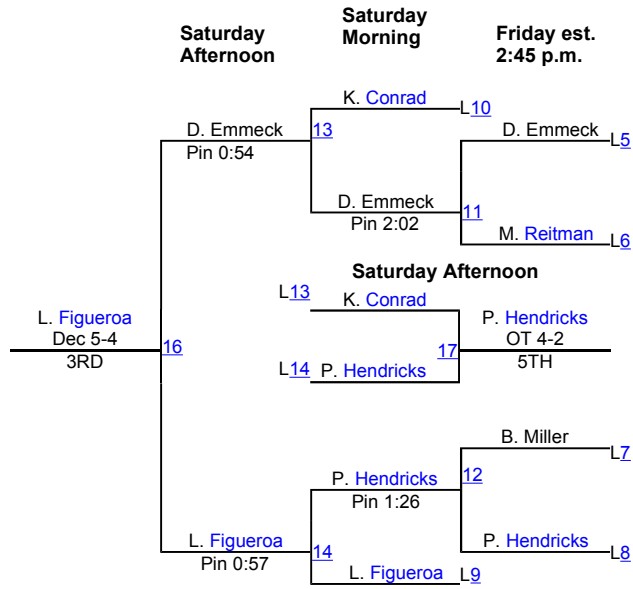 Saturday Afternoon
Saturday Morning
Friday est. 2:45 p.m.
K. Conrad
L10
D. Emmeck
13
D. Emmeck
L5
Pin 0:54
D. Emmeck
11
Pin 2:02
M. Reitman
L6
Saturday Afternoon
L13
K. Conrad
L. Figueroa
P. Hendricks
Dec 5-4
16
17
OT 4-2
3RD
L14
P. Hendricks
5TH
B. Miller
L7
P. Hendricks
12
Pin 1:26
L. Figueroa
14
P. Hendricks
L8
Pin 0:57
L. Figueroa
L9